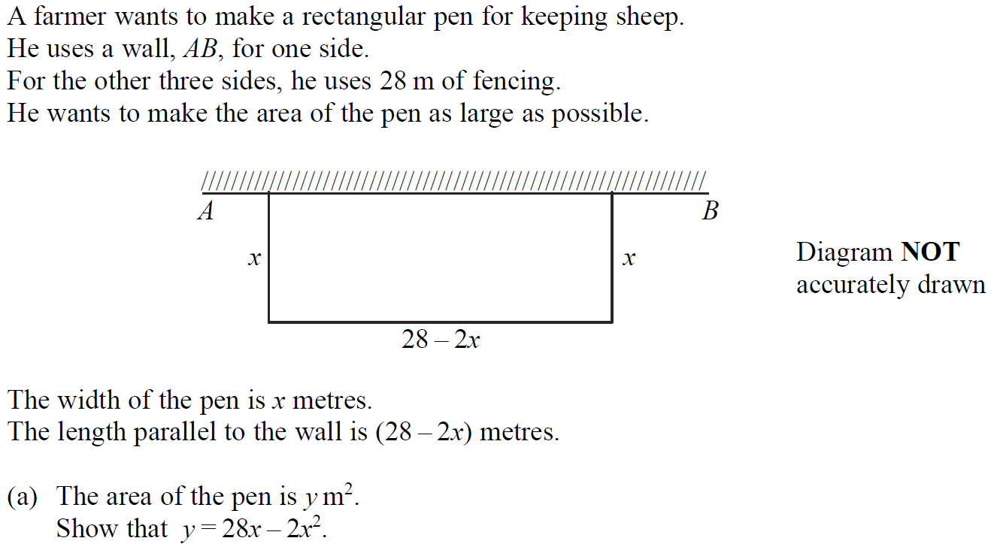 A farmer wants to make a rectangular pen for keeping sheep.
He uses a wall, AB, for one side.
For the other three sides, he uses 28 m of fencing.
He wants to make the area of the pen as large as possible.
A
B
x
x
Diagram NOT
accurately drawn
28 – 2x
The width of the pen is x metres.
The length parallel to the wall is (28 – 2x) metres.
(a) The area of the pen is y m².
Show that y = 28x – 2x².